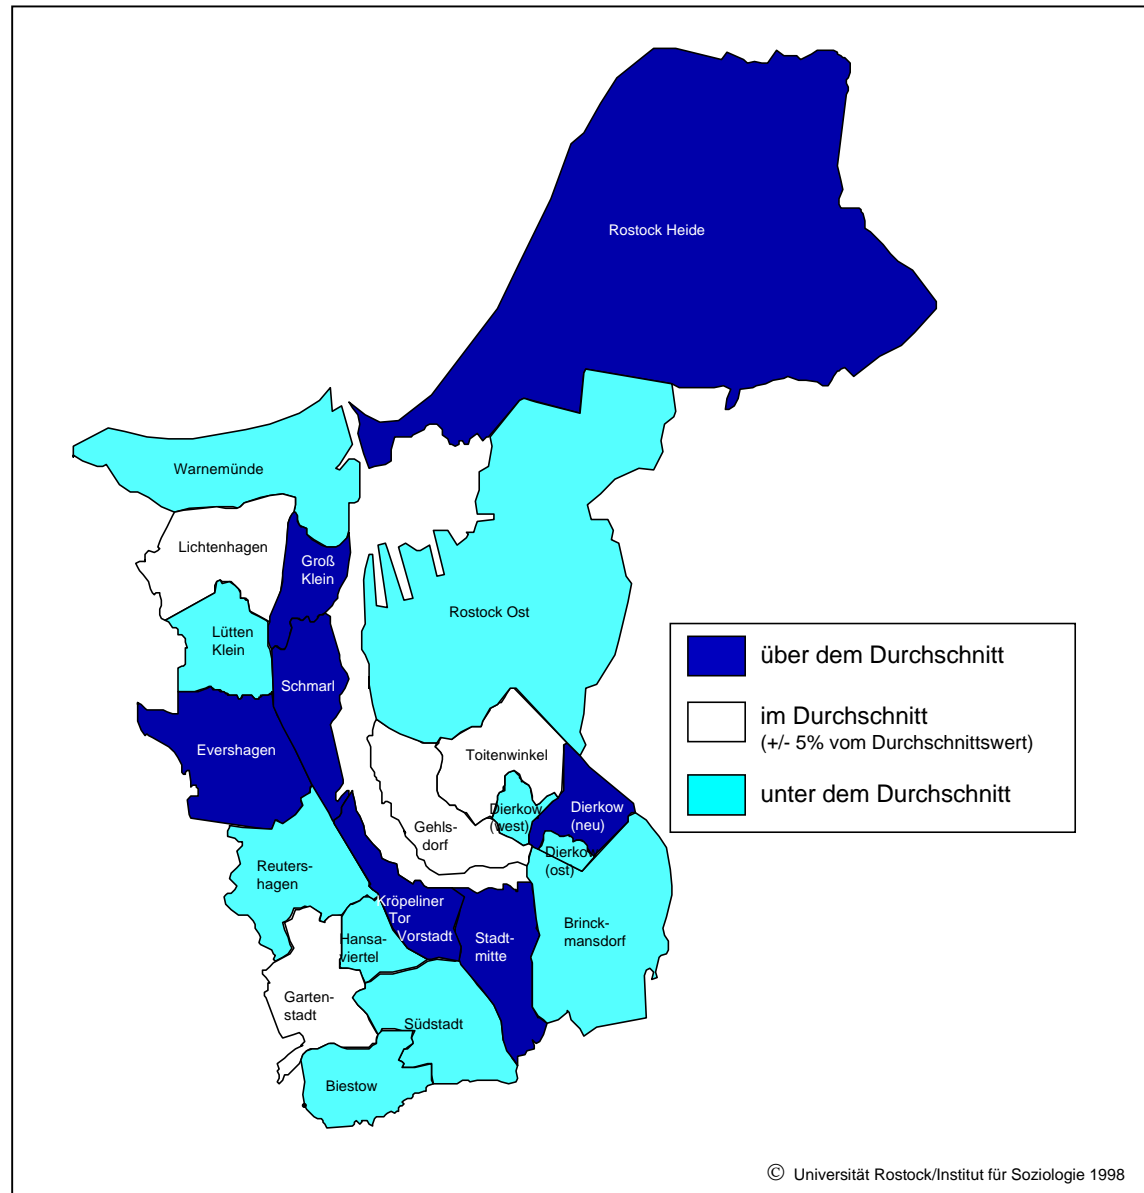 Rostock Heide
Warnemünde
Lichtenhagen
Groß
Klein
Rostock Ost
Lütten
Klein
Schmarl
Evershagen
Toitenwinkel
Dierkow
(west)
Dierkow
(neu)
Gehls-
dorf
Dierkow
(ost)
Reuters-
hagen
Kröpeliner
Tor
Vorstadt
Hansa-
viertel
Stadt-
mitte
Brinck-
mansdorf
Garten-
stadt
Südstadt
Biestow
über dem Durchschnitt
im Durchschnitt
(+/- 5% vom Durchschnittswert)
unter dem Durchschnitt
© Universität Rostock/Institut für Soziologie 1998